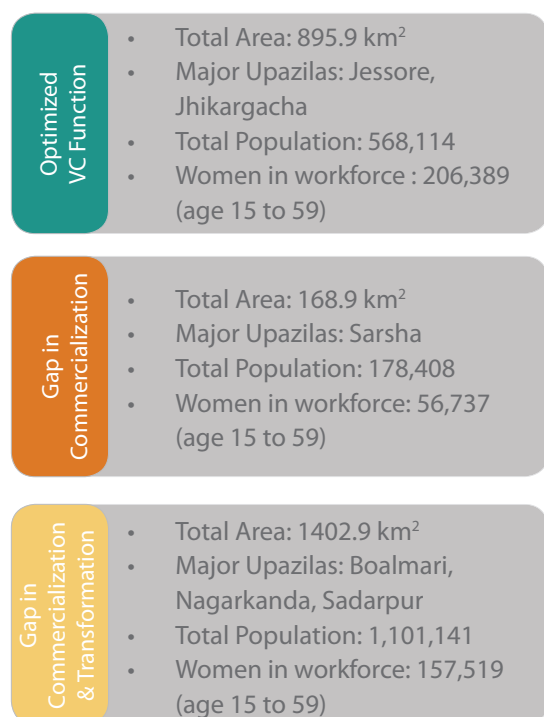 Optimized
VC Function
• Total Area: 895.9 km²
• Major Upazilas: Jessore,
Jhikargacha
• Total Population: 568,114
• Women in workforce : 206,389
(age 15 to 59)
Gap in
Commercialization
• Total Area: 168.9 km²
• Major Upazilas: Sarsha
• Total Population: 178,408
• Women in workforce: 56,737
(age 15 to 59)
Gap in
Commercialization
& Transformation
• Total Area: 1402.9 km²
• Major Upazilas: Boalmari,
Nagarkanda, Sadarpur
• Total Population: 1,101,141
• Women in workforce: 157,519
(age 15 to 59)